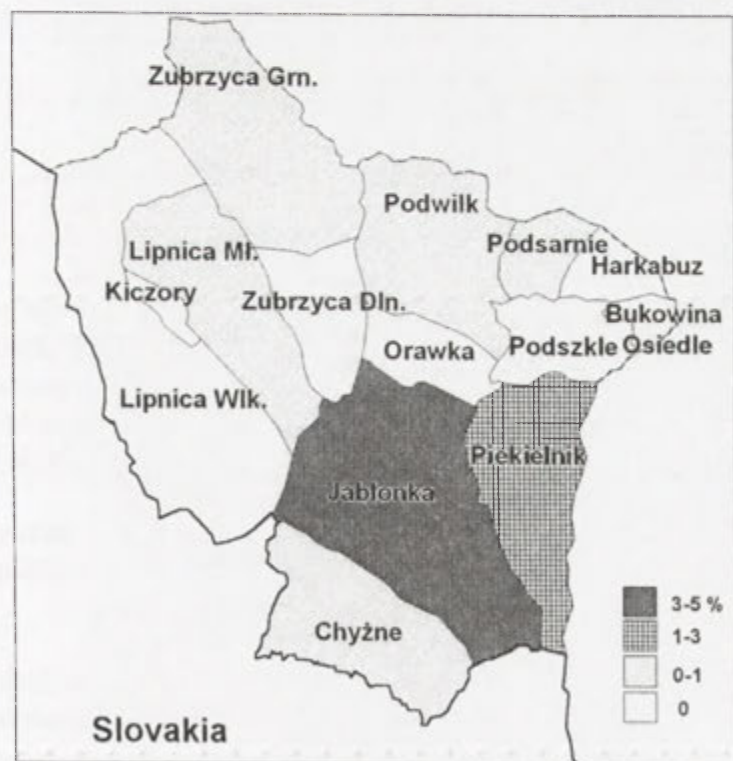 Zubrzyca Grn.
Podwilk
Podsarnie
Harkabuz
Lipnica Mł.
Kiczory
Zubrzyca Dln.
Bukowina
Orawka
Podszkle
Osiedle
Lipnica Wlk.
Piekielnik
Jabłonka
Chyżne
3-5 %
1-3
0-1
0
Slovakia